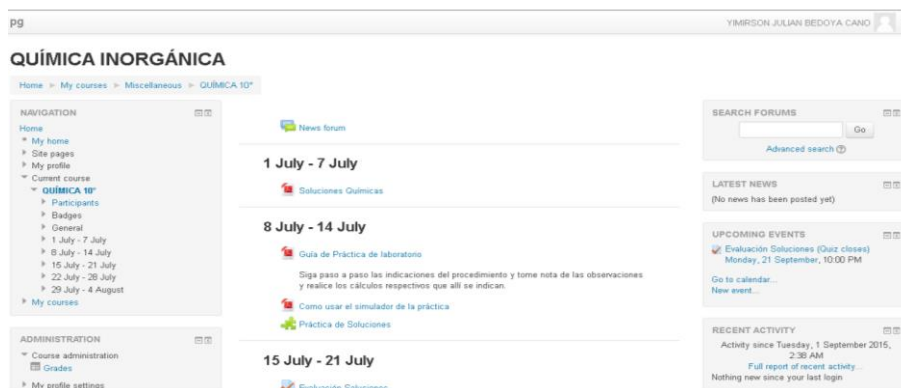 pg
YIMIRSON JULIAN BEDOYA CANO
QUÍMICA INORGÁNICA
Home ► My courses ► Miscellaneous ► QUÍMICA 10°
NAVIGATION
Home
My home
Site pages
My profile
Current course
QUÍMICA 10°
Participants
Badges
General
1 July - 7 July
8 July - 14 July
15 July - 21 July
22 July - 28 July
29 July - 4 August
My courses
ADMINISTRATION
Course administration
Grades
My profile settings
News forum
1 July - 7 July
Soluciones Químicas
8 July - 14 July
Guía de Práctica de laboratorio
Siga paso a paso las indicaciones del procedimiento y tome nota de las observaciones
y realice los cálculos respectivos que allí se indican.
Como usar el simulador de la práctica
Práctica de Soluciones
15 July - 21 July
Evaluación Soluciones
SEARCH FORUMS
Go
Advanced search
LATEST NEWS
(No news has been posted yet)
UPCOMING EVENTS
Evaluación Soluciones (Quiz closes)
Monday, 21 September, 10:00 PM
Go to calendar...
New event...
RECENT ACTIVITY
Activity since Tuesday, 1 September 2015,
2:38 AM
Full report of recent activity...
Nothing new since your last login